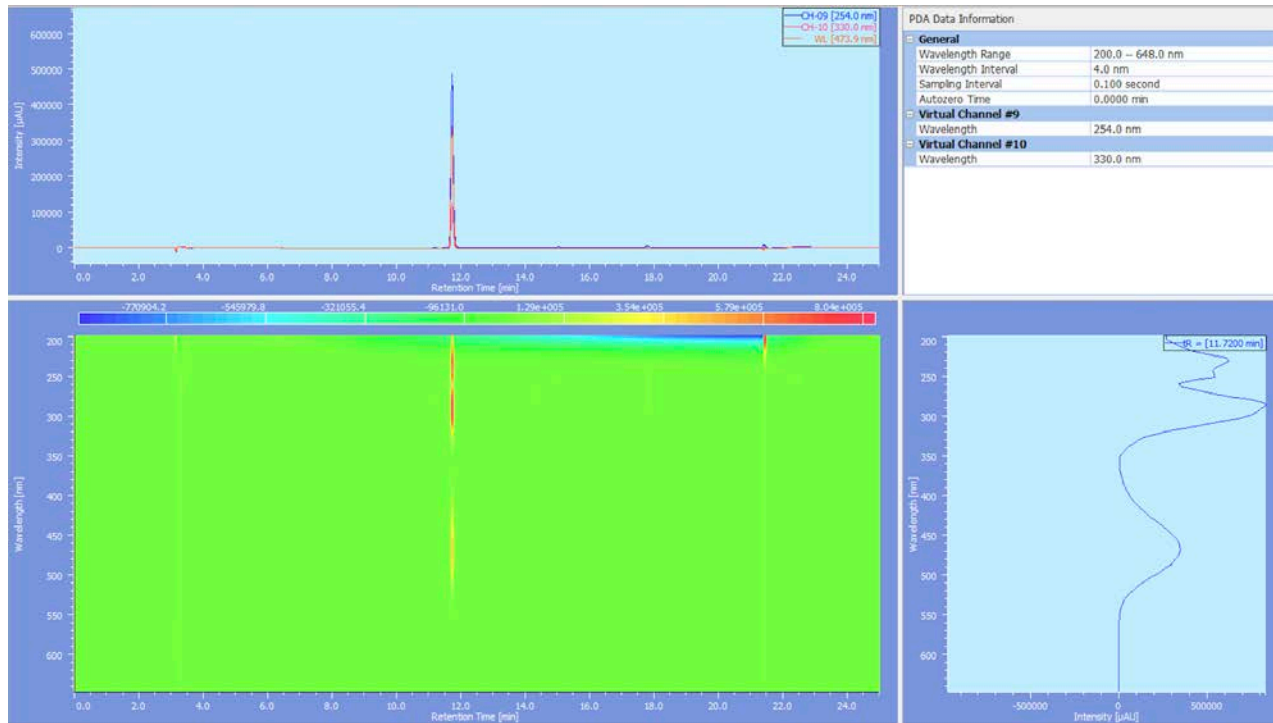 CH-09 [254.0 nm]
CH-10 [330.0 nm]
WL [473.9 nm]
Intensity [µAU]
600000
500000
400000
300000
200000
100000
0
0.0 2.0 4.0 6.0 8.0 10.0 12.0 14.0 16.0 18.0 20.0 22.0 24.0
Retention Time [min]
PDA Data Information
General
Wavelength Range 200.0 – 648.0 nm
Wavelength Interval 4.0 nm
Sampling Interval 0.100 second
Autozero Time 0.0000 min
Virtual Channel #9
Wavelength 254.0 nm
Virtual Channel #10
Wavelength 330.0 nm
-770904.2 -545979.8 -321055.4 -96131.0 1.29e+005 3.54e+005 5.79e+005 8.04e+005
Wavelength [nm]
200
250
300
350
400
450
500
550
600
0.0 2.0 4.0 6.0 8.0 10.0 12.0 14.0 16.0 18.0 20.0 22.0 24.0
Retention Time [min]
tR = [11.7200 min]
Wavelength [nm]
200
250
300
350
400
450
500
550
600
-500000 0 500000
Intensity [µAU]